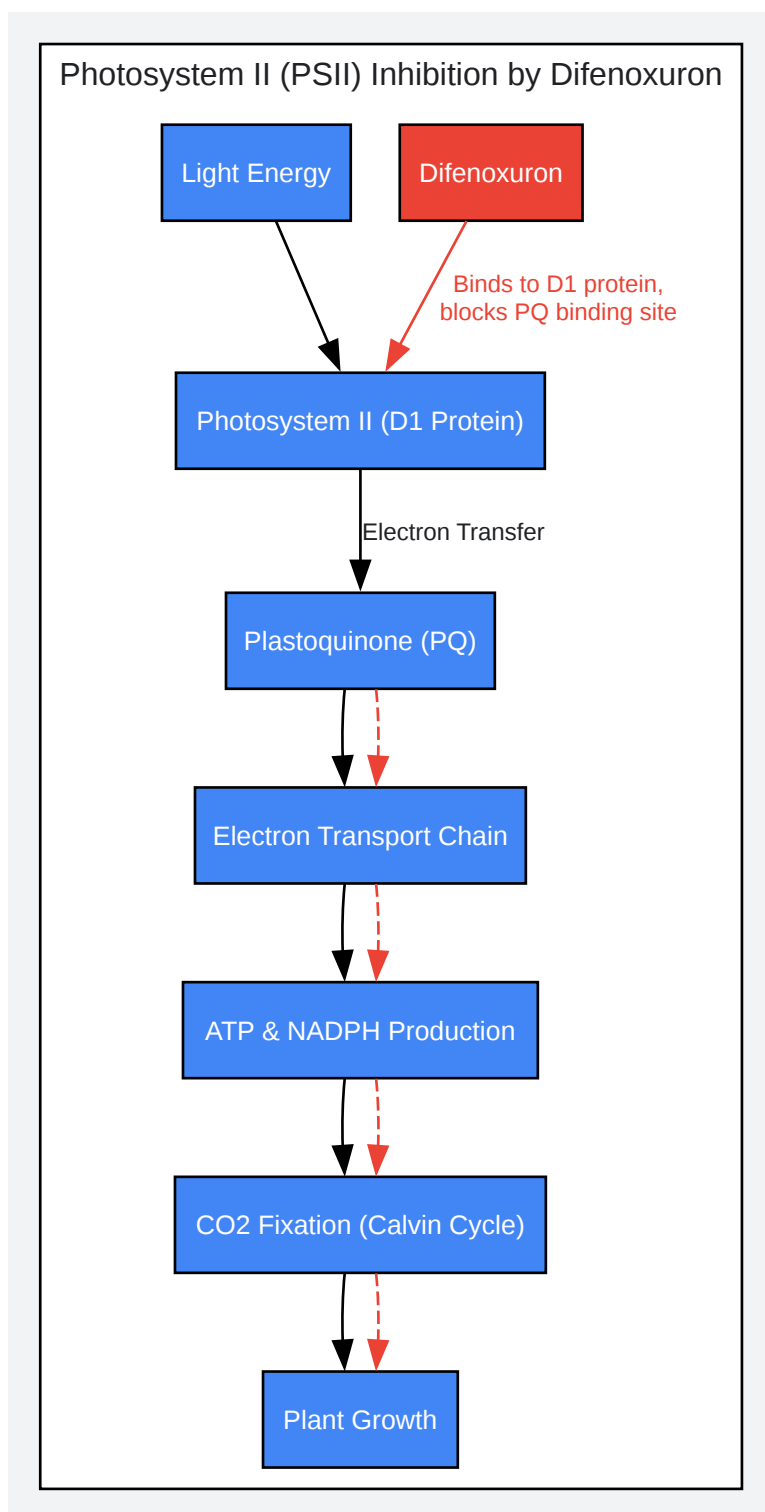 Photosystem II (PSII) Inhibition by Difenoxuron
Light Energy
Difenoxuron
Binds to D1 protein,
blocks PQ binding site
Photosystem II (D1 Protein)
Electron Transfer
Plastoquinone (PQ)
Electron Transport Chain
ATP & NADPH Production
CO2 Fixation (Calvin Cycle)
Plant Growth